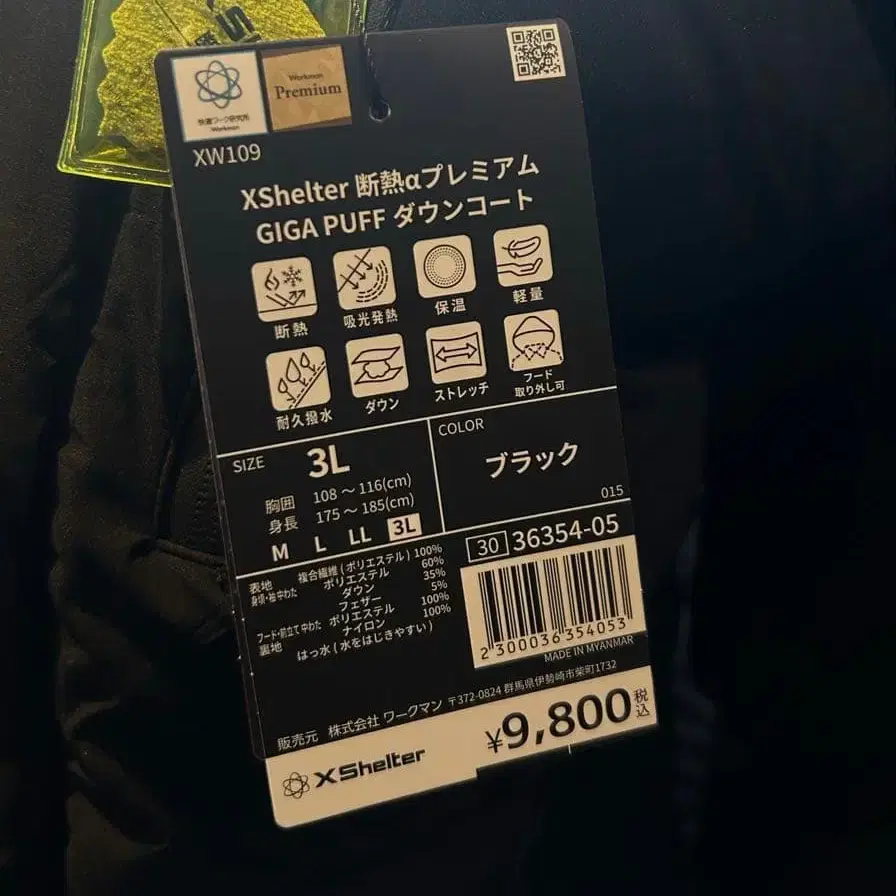 快適ワーク研究所
Workman
Workman
Premium
XW109
XShelter 断熱αプレミアム
GIGA PUFF ダウンコート
断熱
吸光発熱
保温
軽量
耐久撥水
ダウン
ストレッチ
フード
取り外し可
SIZE
3L
胸囲 108 ～ 116(cm)
身長 175 ～ 185(cm)
M L LL 3L
COLOR
ブラック
015
表地 複合繊維 ( ポリエステル ) 100%
身頃・袖中わた ポリエステル 60%
ダウン 35%
フェザー 5%
フード・前立て中わた ポリエステル 100%
裏地 ナイロン 100%
はっ水 ( 水をはじきやすい )
30 36354-05
2300036354053
MADE IN MYANMAR
販売元 株式会社 ワークマン 〒372-0824 群馬県伊勢崎市柴町1732
XShelter
¥9,800 税込